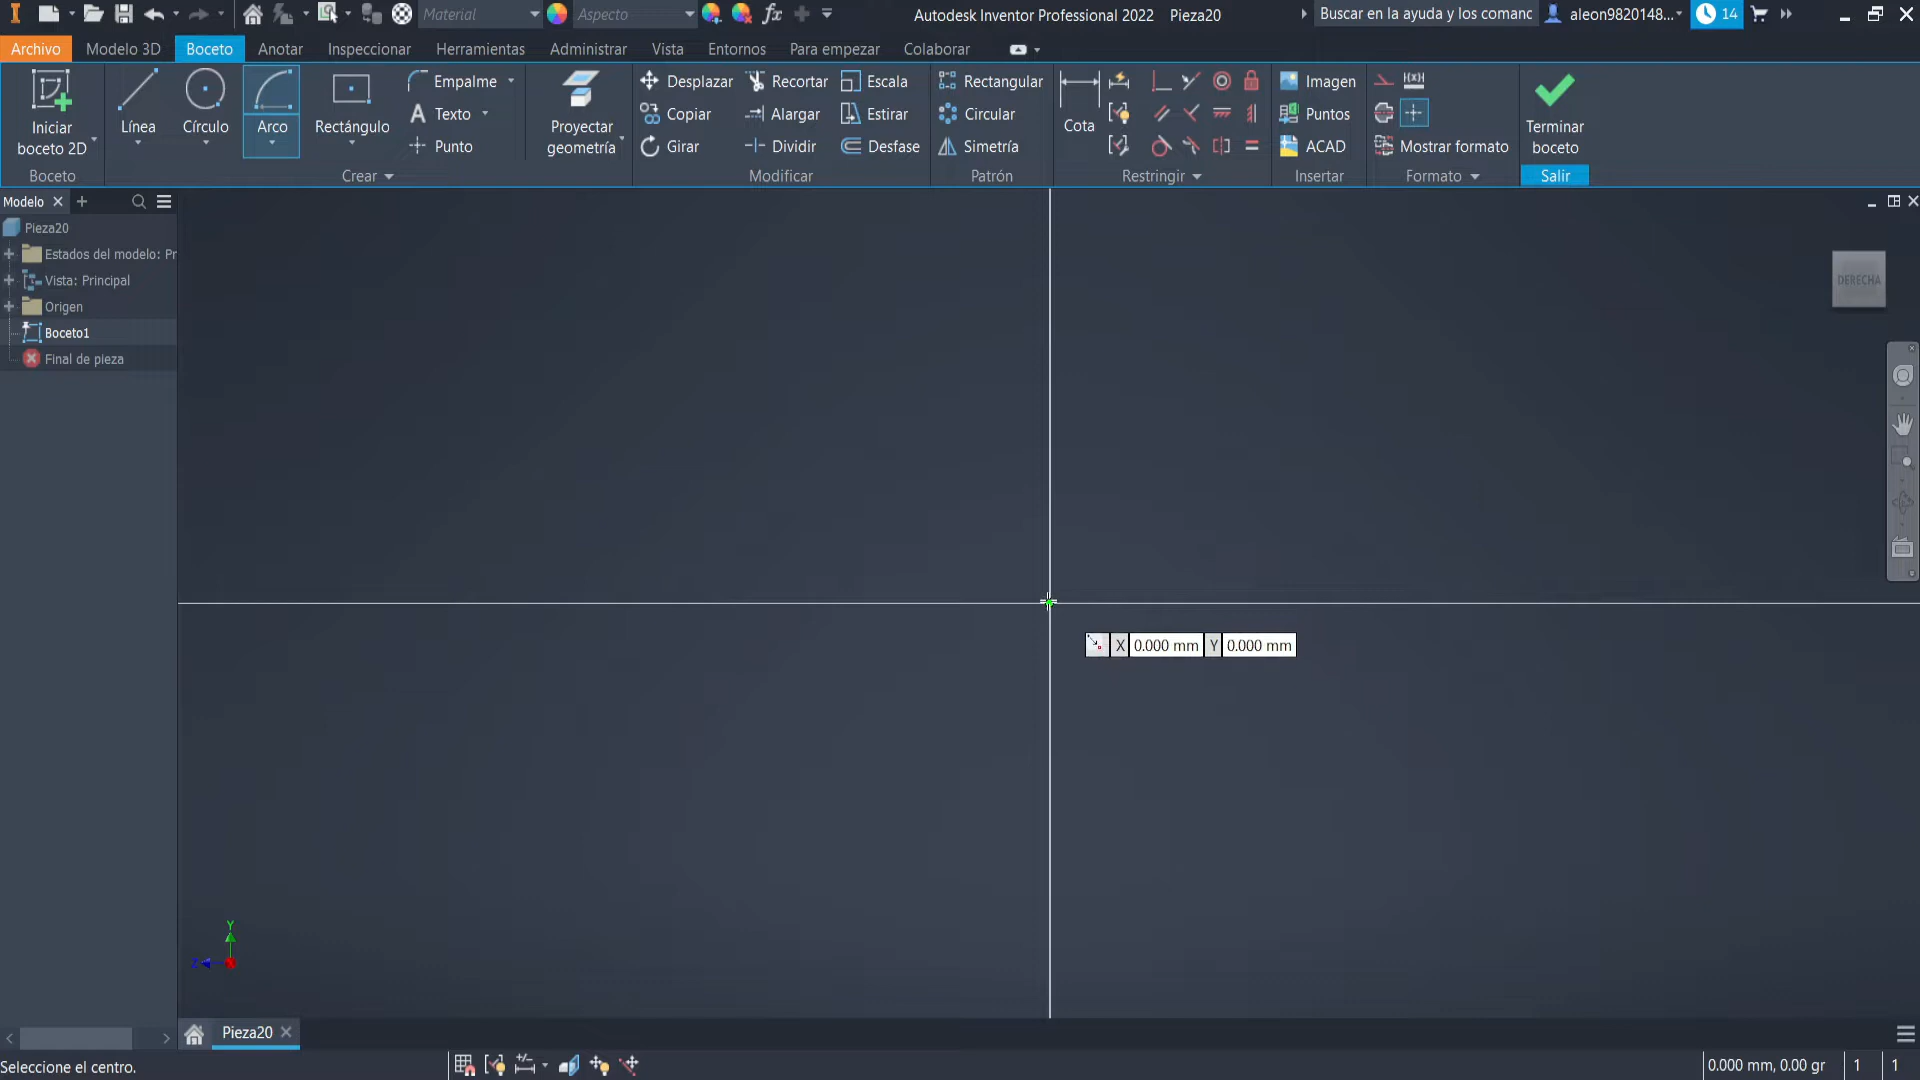 Material
Aspecto
Autodesk Inventor Professional 2022 Pieza20
Buscar en la ayuda y los comanc
aleon9820148...
14
Archivo Modelo 3D Boceto Anotar Inspeccionar Herramientas Administrar Vista Entornos Para empezar Colaborar
Iniciar
boceto 2D
Línea
Círculo
Arco
Rectángulo
Empalme
Texto
Punto
Proyectar
geometría
Desplazar
Copiar
Girar
Recortar
Alargar
Dividir
Escala
Estirar
Desfase
Rectangular
Circular
Simetría
Cota
Imagen
Puntos
ACAD
Mostrar formato
Terminar
boceto
Boceto Crear Modificar Patrón Restringir Insertar Formato Salir
Modelo
Pieza20
Estados del modelo: Pr
Vista: Principal
Origen
Boceto1
Final de pieza
DERECHA
X 0.000 mm Y 0.000 mm
Y
Z
Pieza20
Seleccione el centro.
0.000 mm, 0.00 gr 1 1